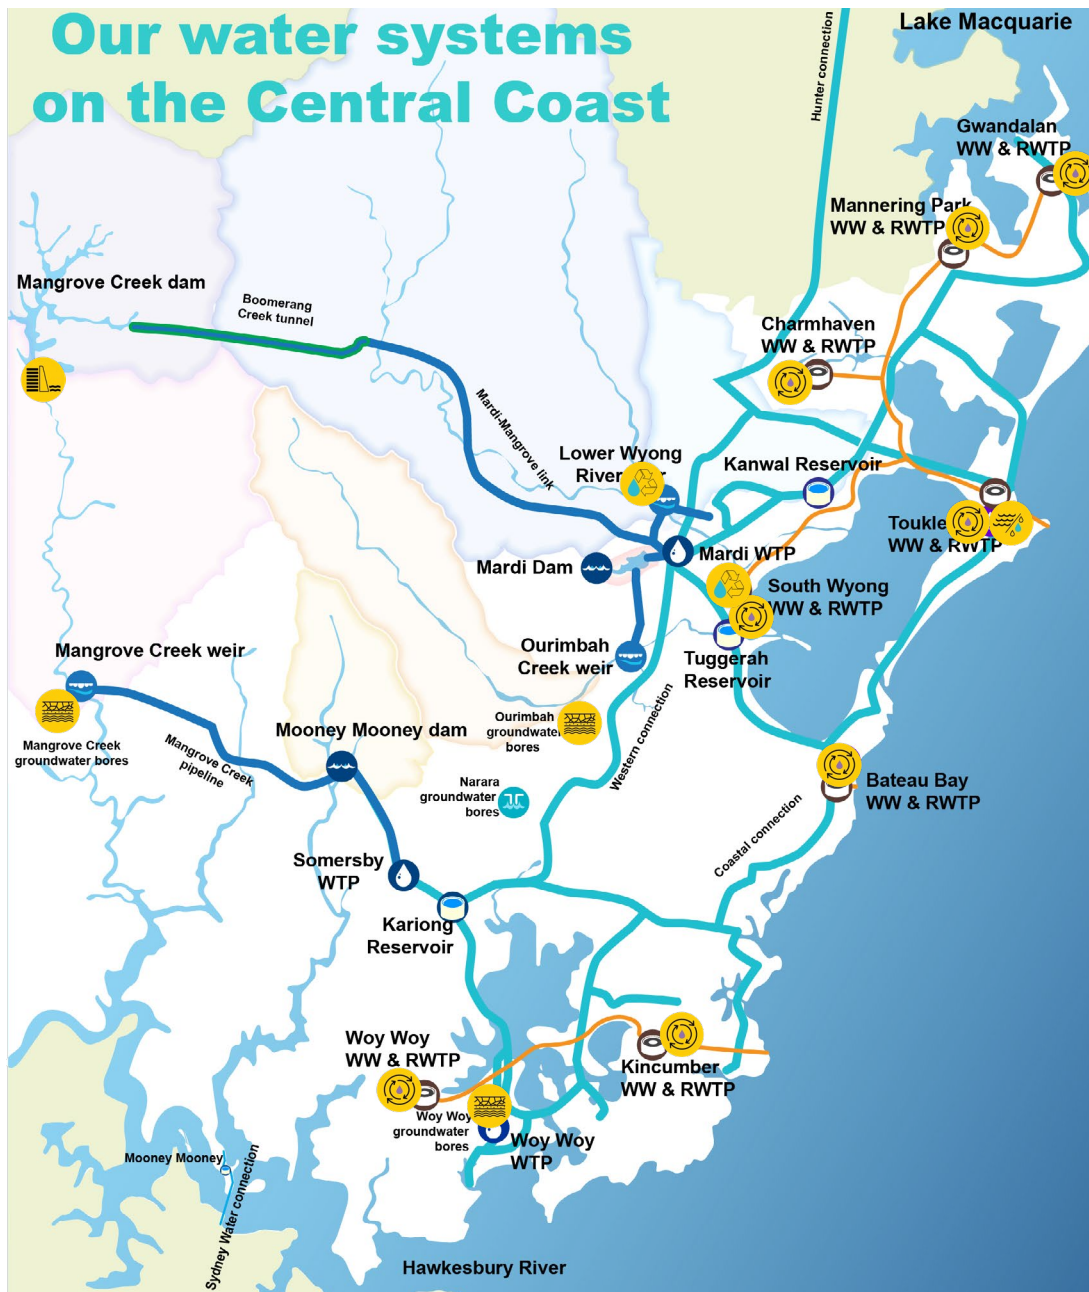 Our water systems
on the Central Coast
Lake Macquarie
Hunter connection
Gwandalan
WW & RWTP
Mannering Park
WW & RWTP
Mangrove Creek dam
Boomerang
Creek tunnel
Charmhaven
WW & RWTP
Mardi-Mangrove link
Lower Wyong
River
Kanwal Reservoir
WW & RWTP
Mardi WTP
Mardi Dam
South Wyong
WW & RWTP
Ourimbah
Creek weir
Tuggerah
Reservoir
Mangrove Creek weir
Mangrove Creek
groundwater bores
Mangrove Creek
pipeline
Mooney Mooney dam
Ourimbah
groundwater
bores
Western connection
Narara
groundwater
bores
Bateau Bay
WW & RWTP
Coastal connection
Somersby
WTP
Kariong
Reservoir
Woy Woy
WW & RWTP
Kincumber
WW & RWTP
Woy Woy
groundwater
bores
Woy Woy
WTP
Mooney Mooney
Sydney Water connection
Hawkesbury River